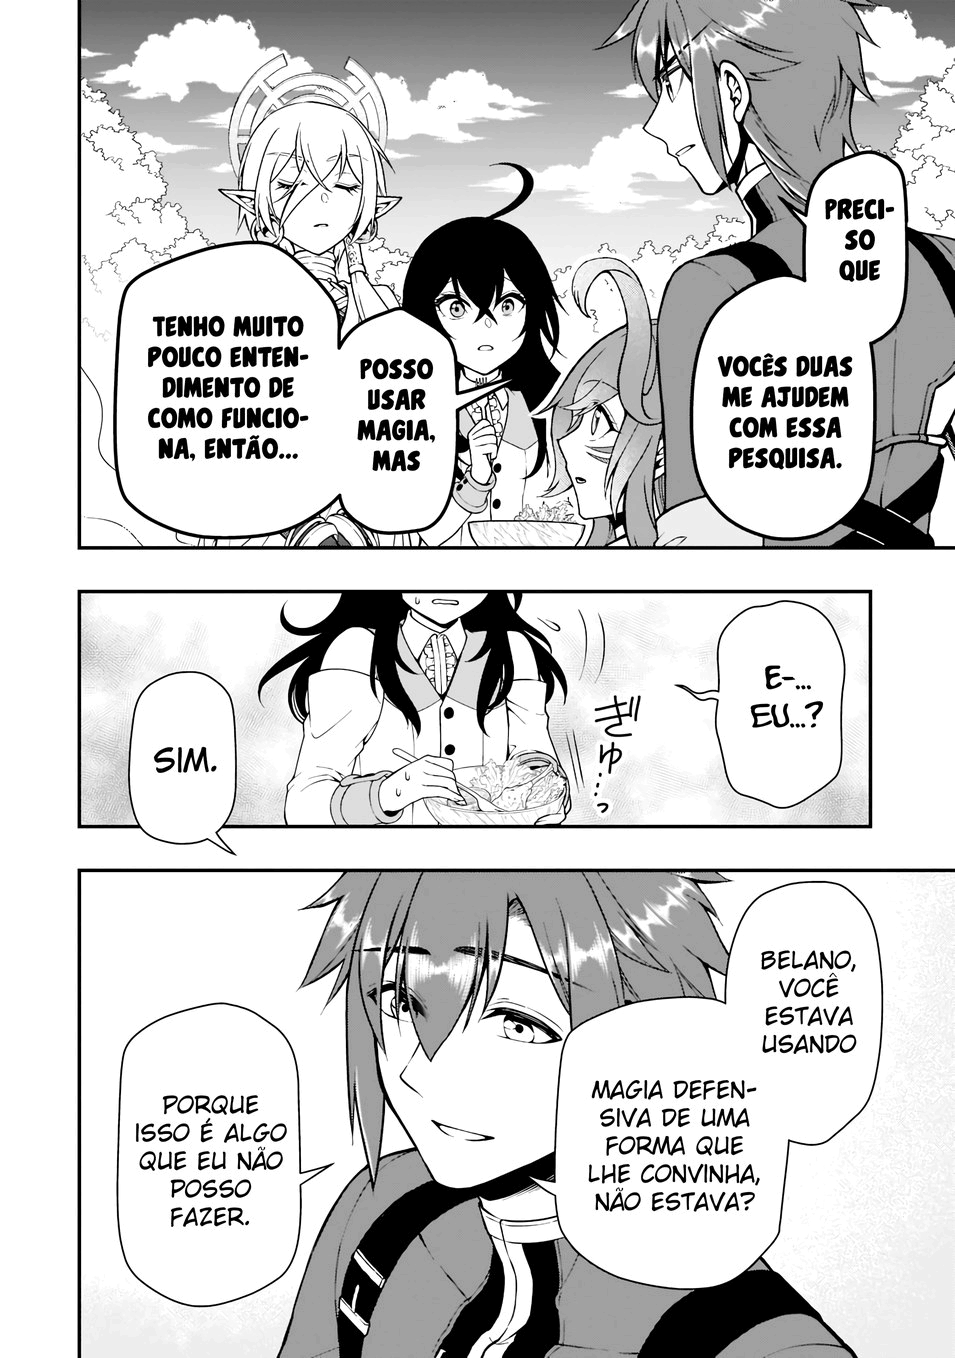 PRECI-
SO
QUE
VOCÊS DUAS
ME AJUDEM
COM ESSA
PESQUISA.
POSSO
USAR
MAGIA,
MAS
TENHO MUITO
POUCO ENTEN-
DIMENTO DE
COMO FUNCIO-
NA, ENTÃO...
E-...
EU...?
ぎゅ…っ
SIM.
BELANO,
VOCÊ
ESTAVA
USANDO
MAGIA DEFEN-
SIVA DE UMA
FORMA QUE
LHE CONVINHA,
NÃO ESTAVA?
PORQUE
ISSO É ALGO
QUE EU NÃO
POSSO
FAZER.